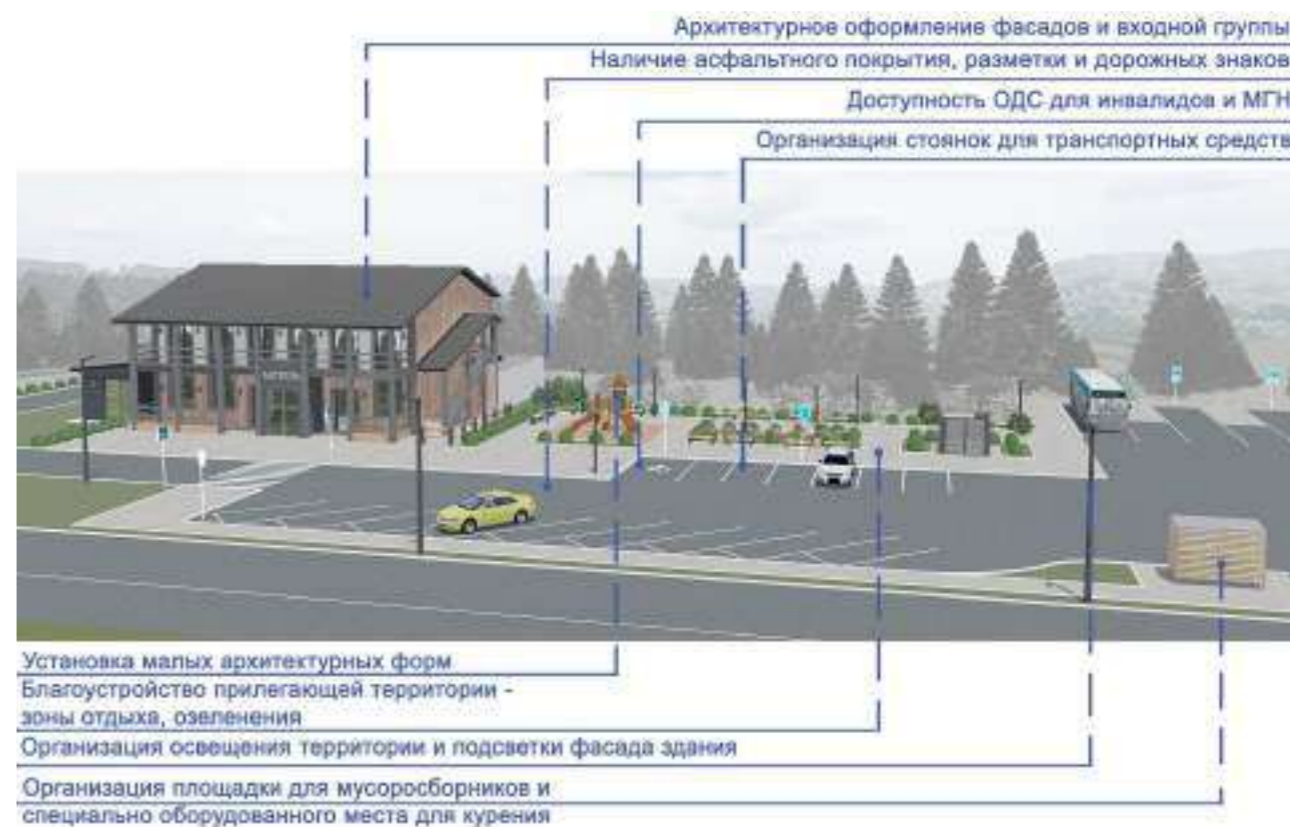 Архитектурное оформление фасадов и входной группы
Наличие асфальтного покрытия, разметки и дорожных знаков
Доступность ОДС для инвалидов и МГН
Организация стоянок для транспортных средств
Установка малых архитектурных форм
Благоустройство прилегающей территории -
зоны отдыха, озеленения
Организация освещения территории и подсветки фасада здания
Организация площадки для мусоросборников и
специально оборудованного места для курения